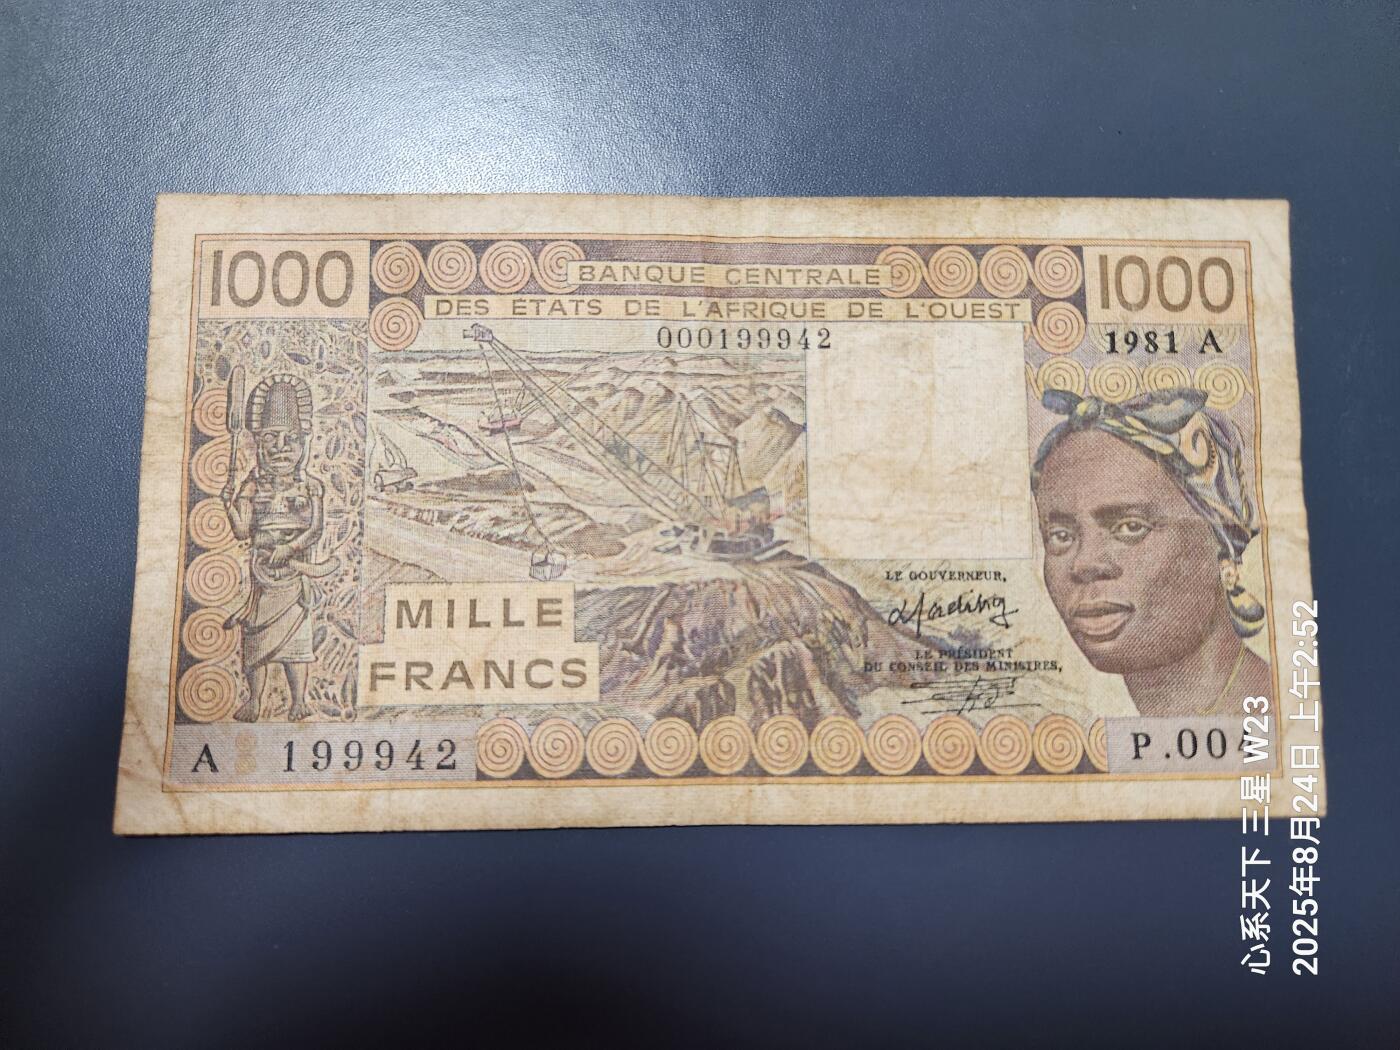 1000
BANQUE CENTRALE
DES ETATS DE L'AFRIQUE DE L'OUEST
1000
000199942
1981 A
MILLE
FRANCS
LE GOUVERNEUR,
LE PRÉSIDENT
DU CONSEIL DES MINISTRES,
A 199942
P.004
心系天下 三星 W23
2025年8月24日 上午2:52